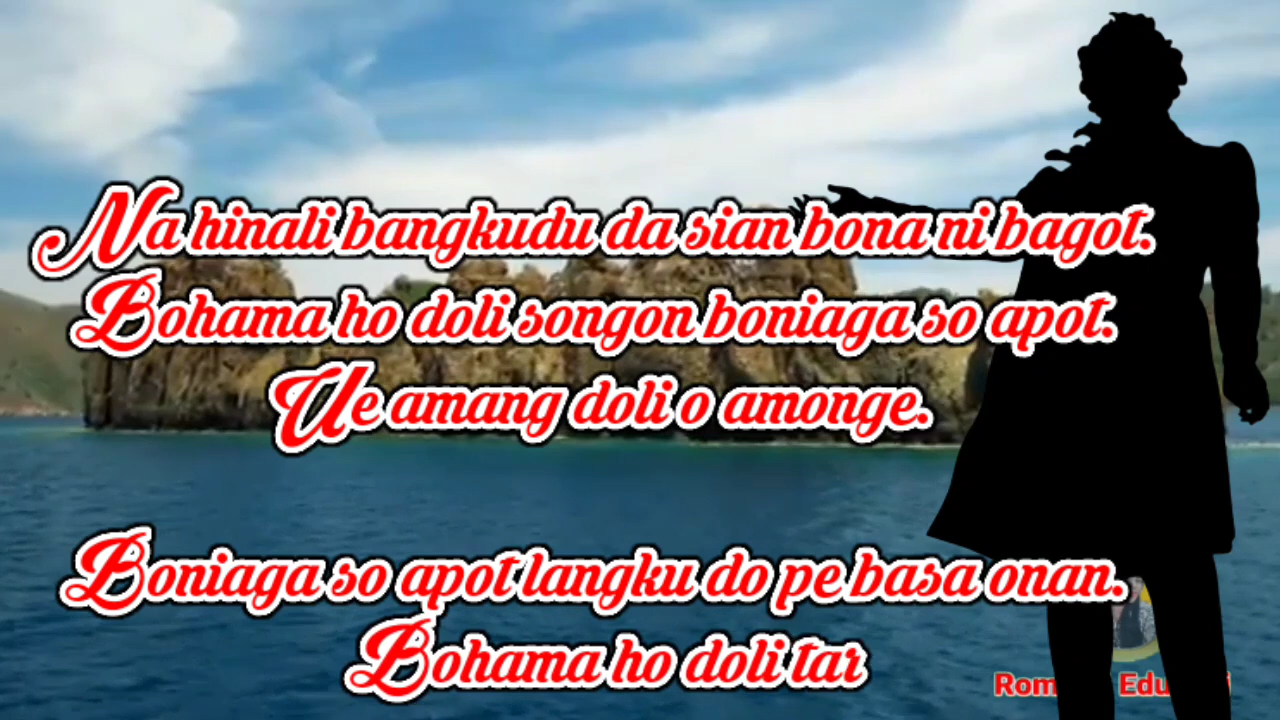 Na hinali bangkudu da sian bona ni bagot.
Bohama ho doli songon boniaga so apot.
Ue amang doli o amonge.
Boniaga so apot langku do pe basa onan.
Bohama ho doli tar